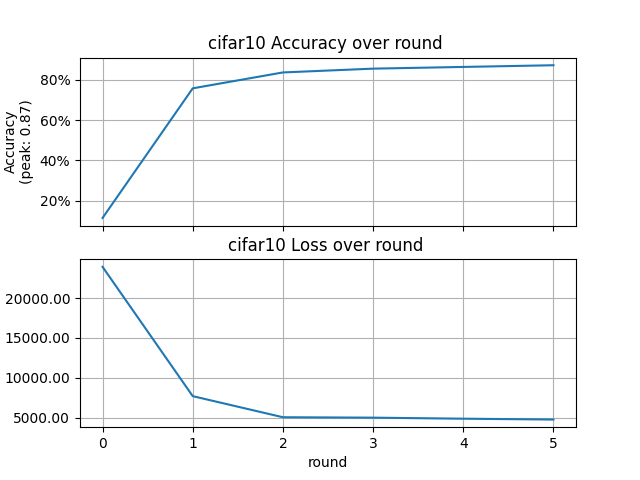 cifar10 Accuracy over round
Accuracy
(peak: 0.87)
80%
60%
40%
20%
cifar10 Loss over round
20000.00
15000.00
10000.00
5000.00
0 1 2 3 4 5
round